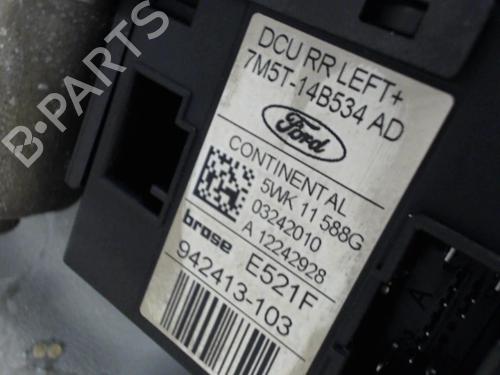 B-PARTS
DCU RR LEFT+
7M5T-14B534 AD
Ford
CONTINENTAL
5WK 11 588G
03242010
A 12242928
brose E521F
942413-103
A